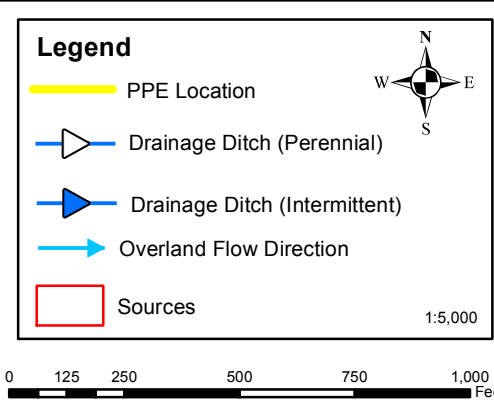 Legend
N
W E
S
PPE Location
Drainage Ditch (Perennial)
Drainage Ditch (Intermittent)
Overland Flow Direction
Sources
1:5,000
0 125 250 500 750 1,000
Fe